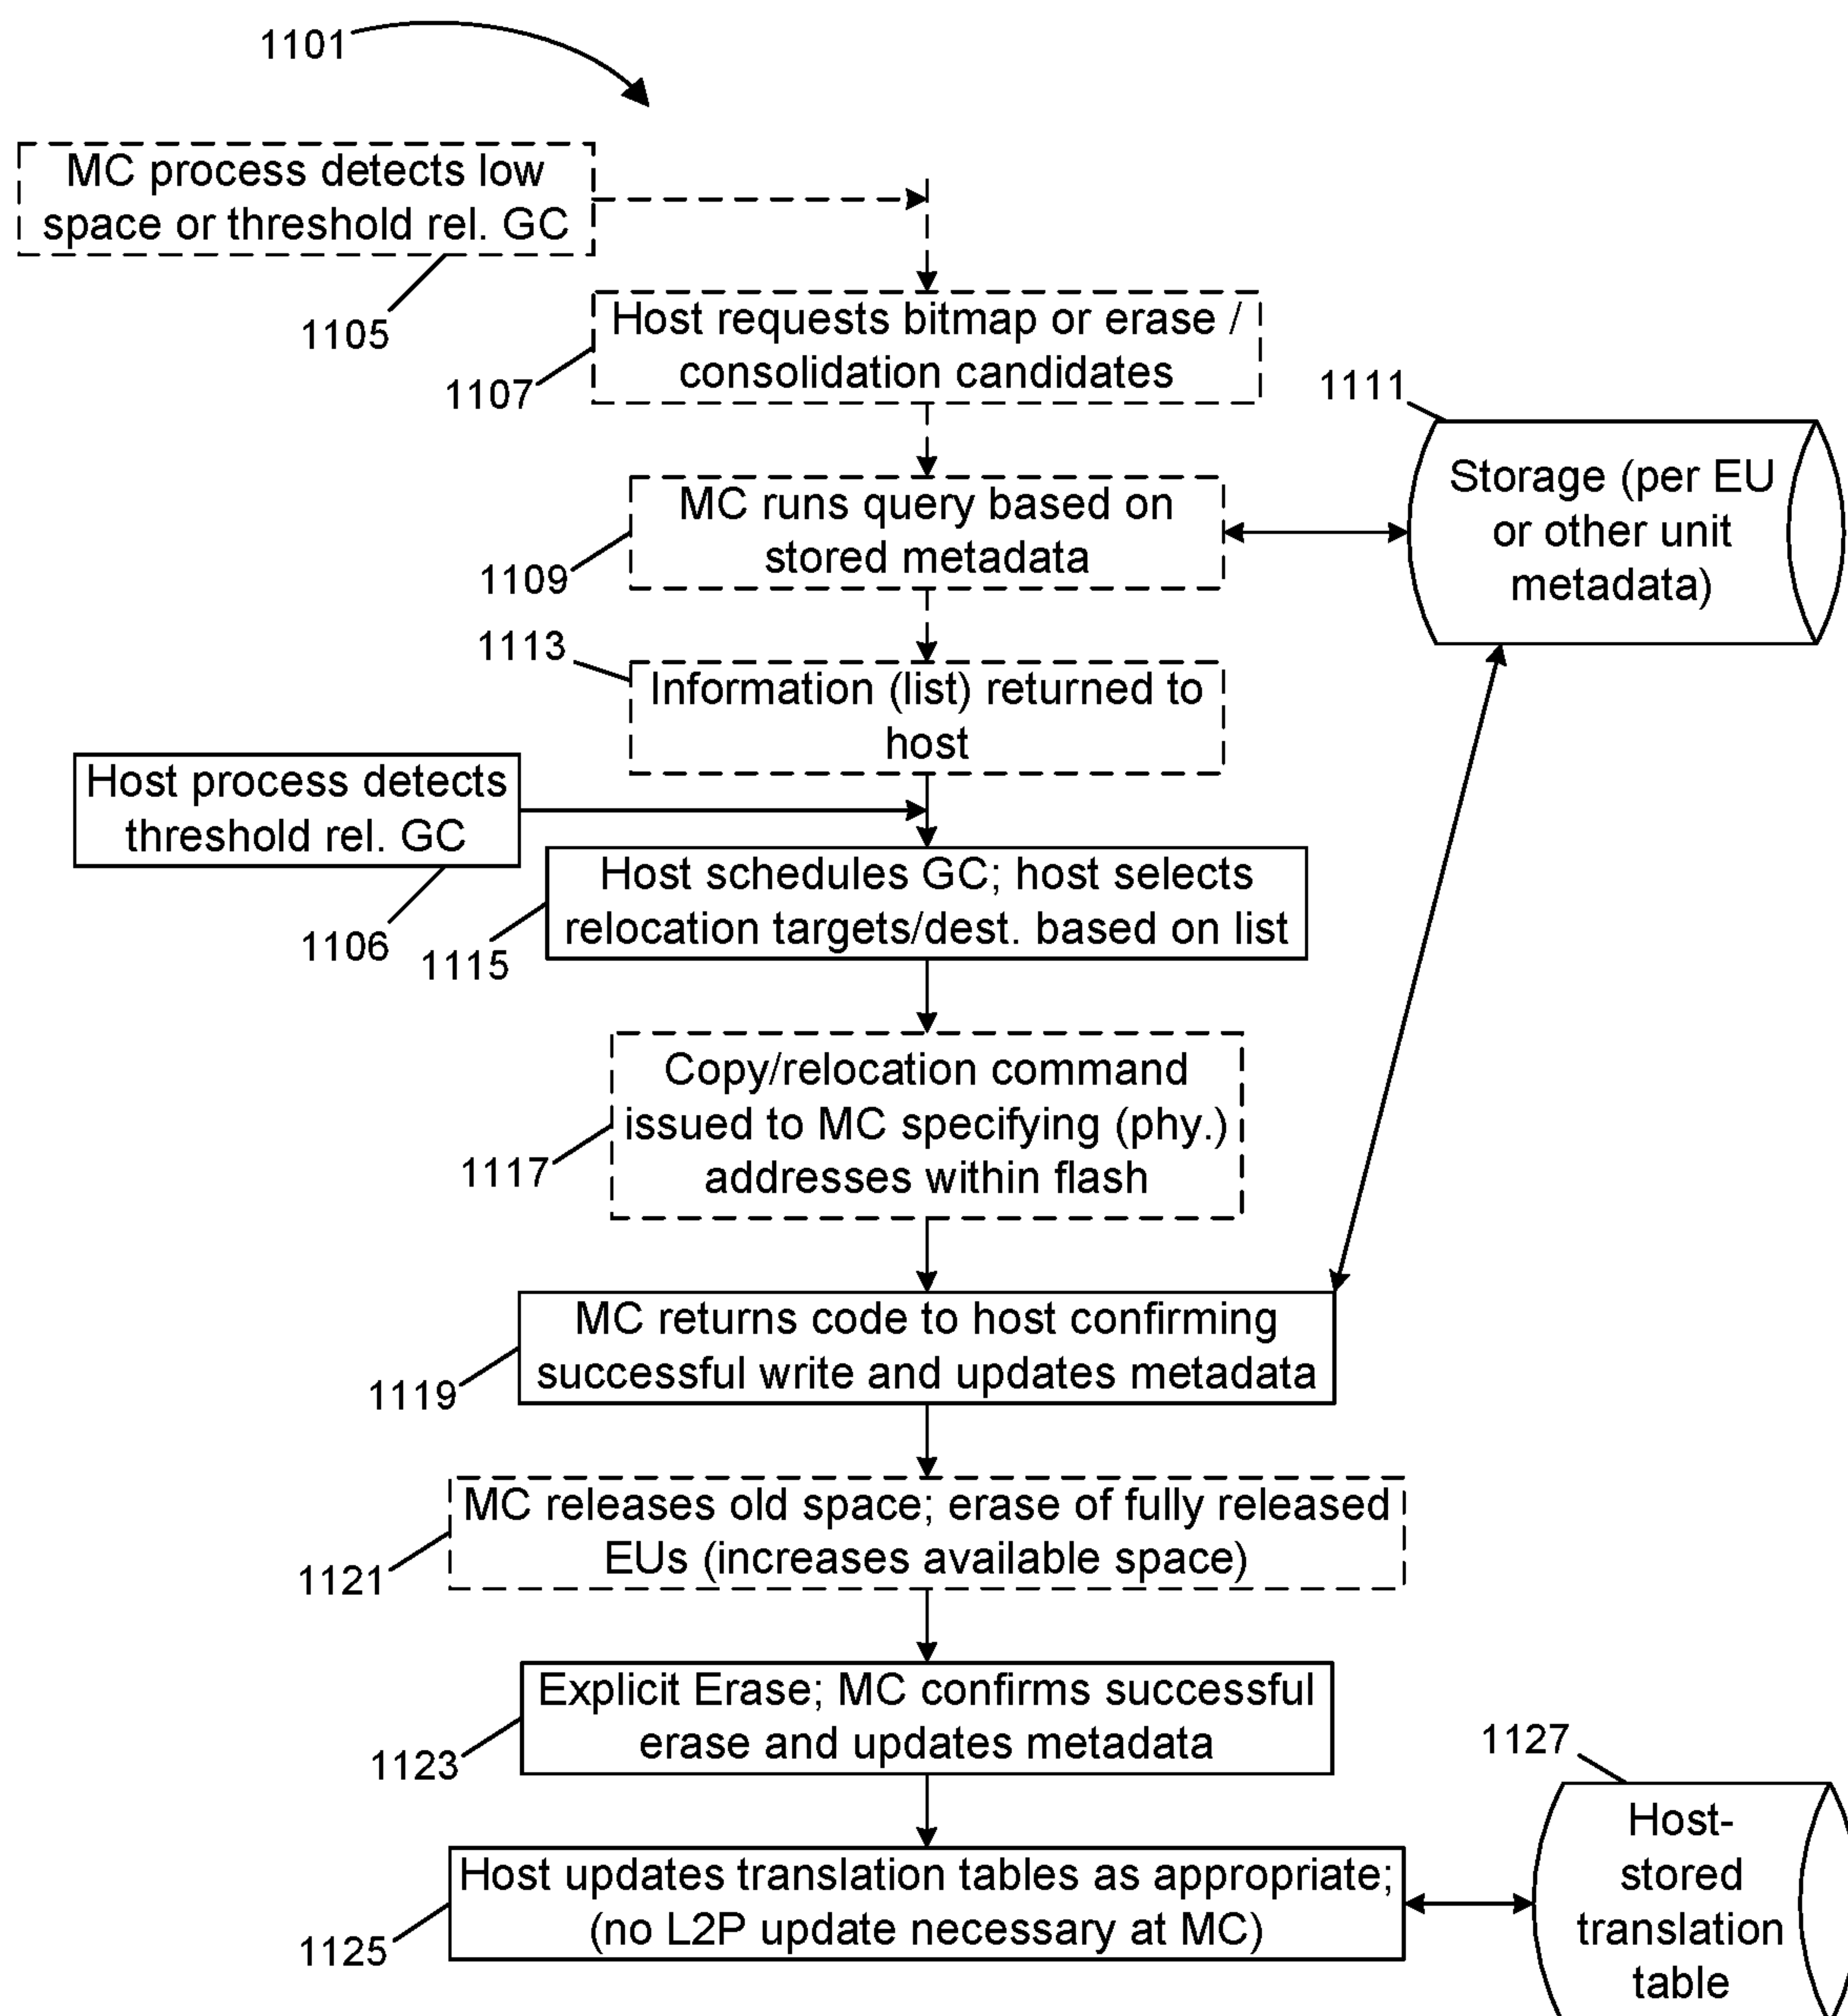 1101
MC process detects low
space or threshold rel. GC
1105
Host requests bitmap or erase /
consolidation candidates
1107
1111
MC runs query based on
stored metadata
1109
Storage (per EU
or other unit
metadata)
1113
Information (list) returned to
host
Host process detects
threshold rel. GC
1106
Host schedules GC; host selects
relocation targets/dest. based on list
1115
Copy/relocation command
issued to MC specifying (phy.)
addresses within flash
1117
MC returns code to host confirming
successful write and updates metadata
1119
MC releases old space; erase of fully released
EUs (increases available space)
1121
Explicit Erase; MC confirms successful
erase and updates metadata
1123
1127
Host updates translation tables as appropriate;
(no L2P update necessary at MC)
1125
Host-
stored
translation
table